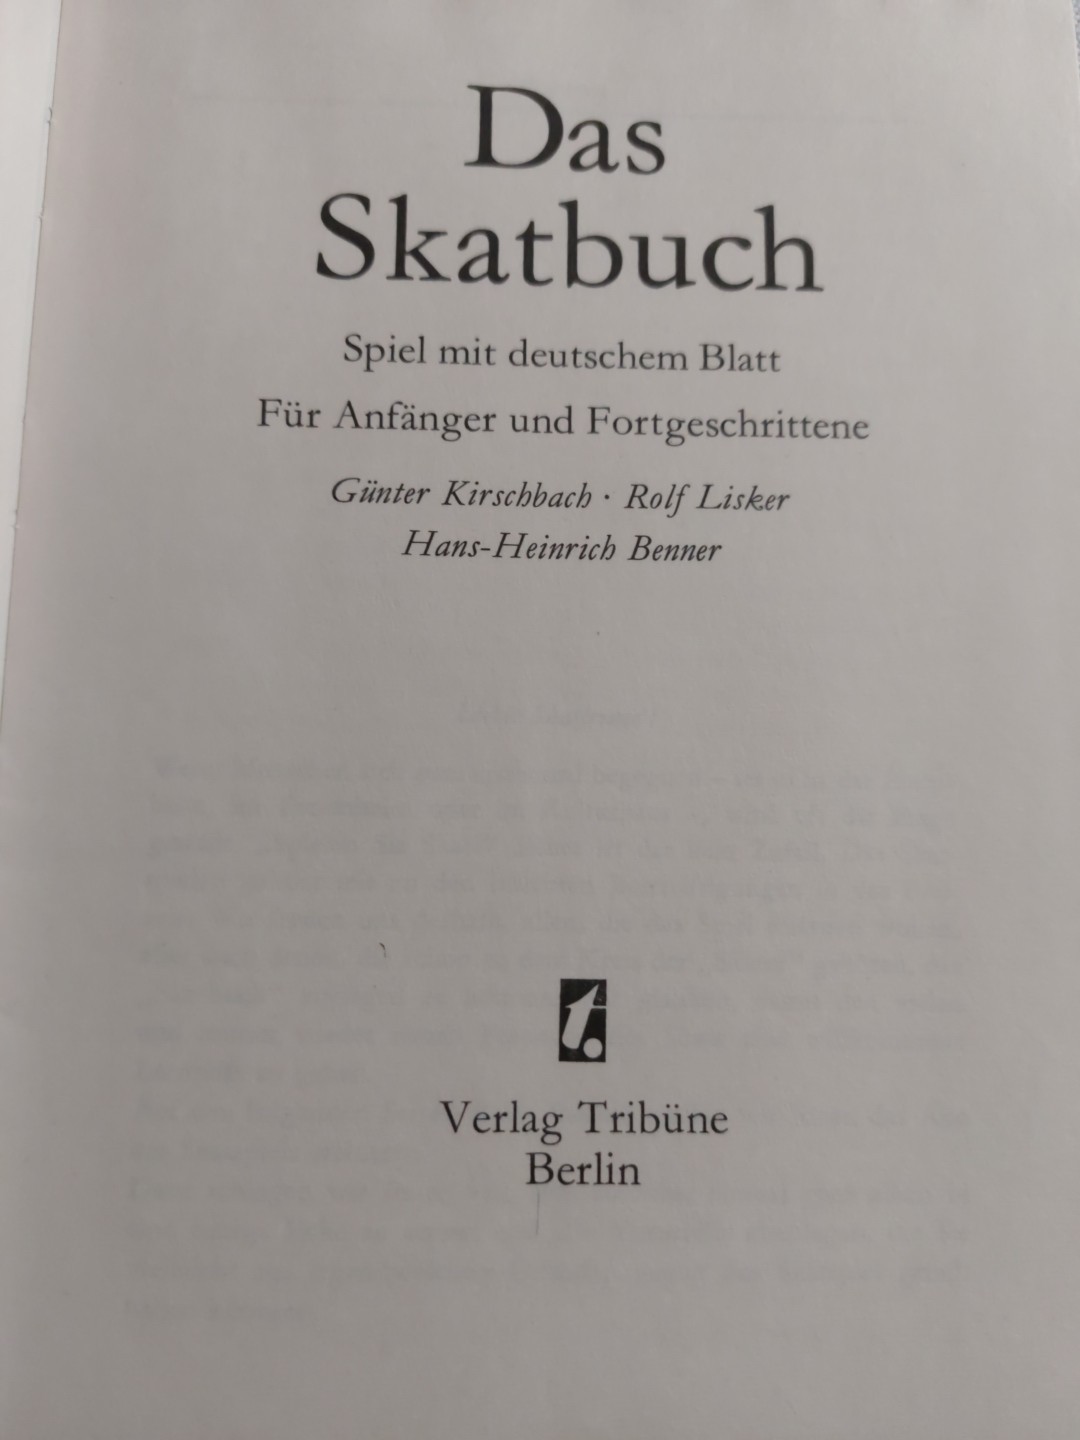 Das
Skatbuch
Spiel mit deutschem Blatt
Für Anfänger und Fortgeschrittene
Günter Kirschbach · Rolf Lisker
Hans-Heinrich Benner
t.
Verlag Tribüne
Berlin